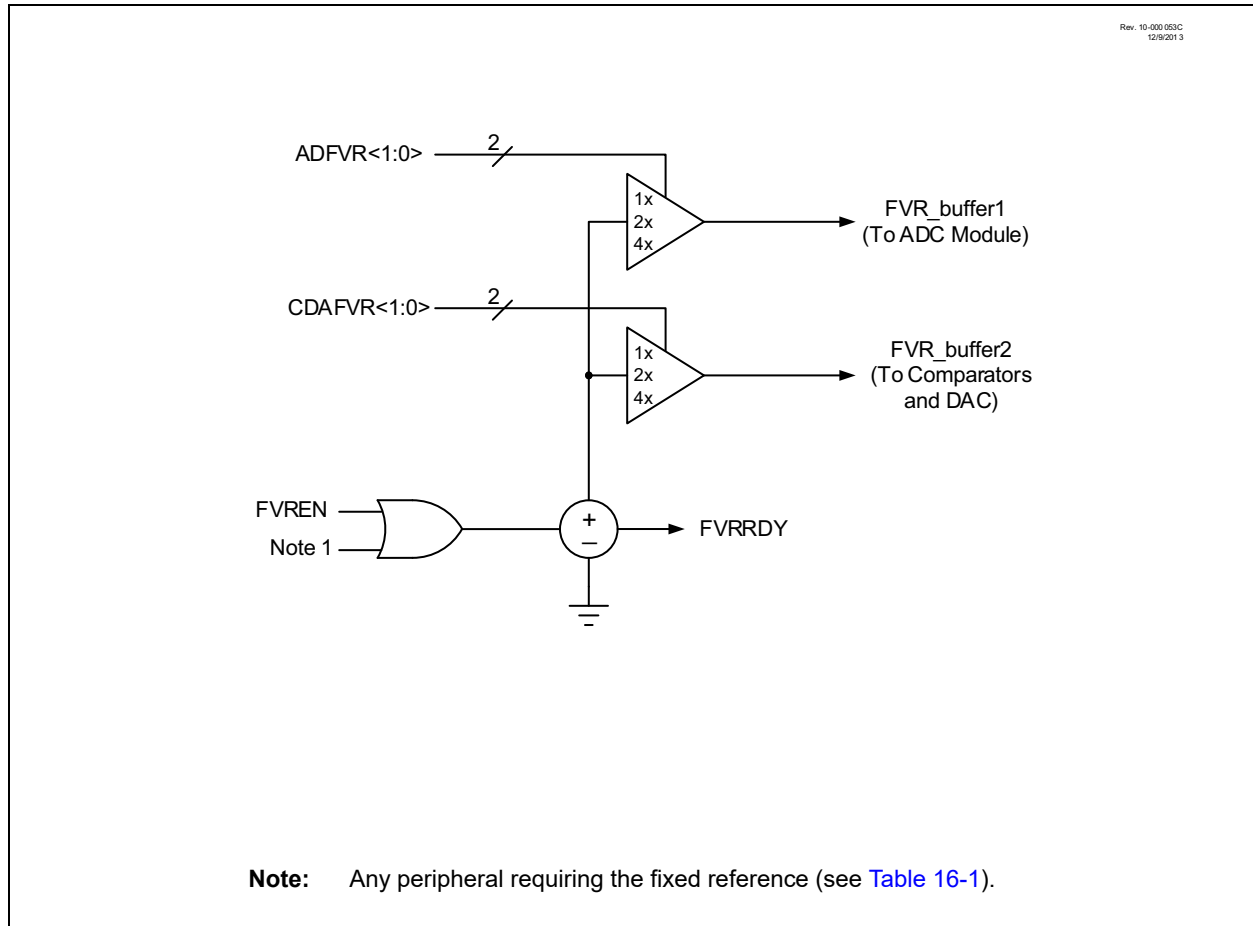 Rev. 10-000 053C
12/9/201 3
ADFVR<1:0>
2
1x
2x
4x
FVR_buffer1
(To ADC Module)
CDAFVR<1:0>
2
1x
2x
4x
FVR_buffer2
(To Comparators
and DAC)
FVREN
Note 1
+
–
FVRRDY
Note: Any peripheral requiring the fixed reference (see Table 16-1).